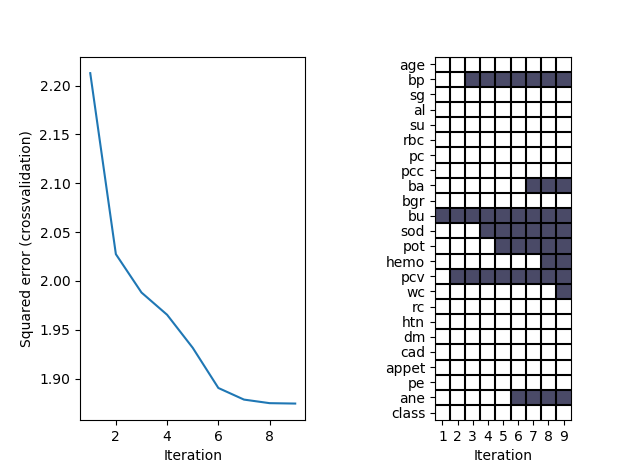 2.20
2.15
2.10
2.05
2.00
1.95
1.90
Squared error (crossvalidation)
2 4 6 8
Iteration
age
bp
sg
al
su
rbc
pc
pcc
ba
bgr
bu
sod
pot
hemo
pcv
wc
rc
htn
dm
cad
appet
pe
ane
class
1 2 3 4 5 6 7 8 9
Iteration